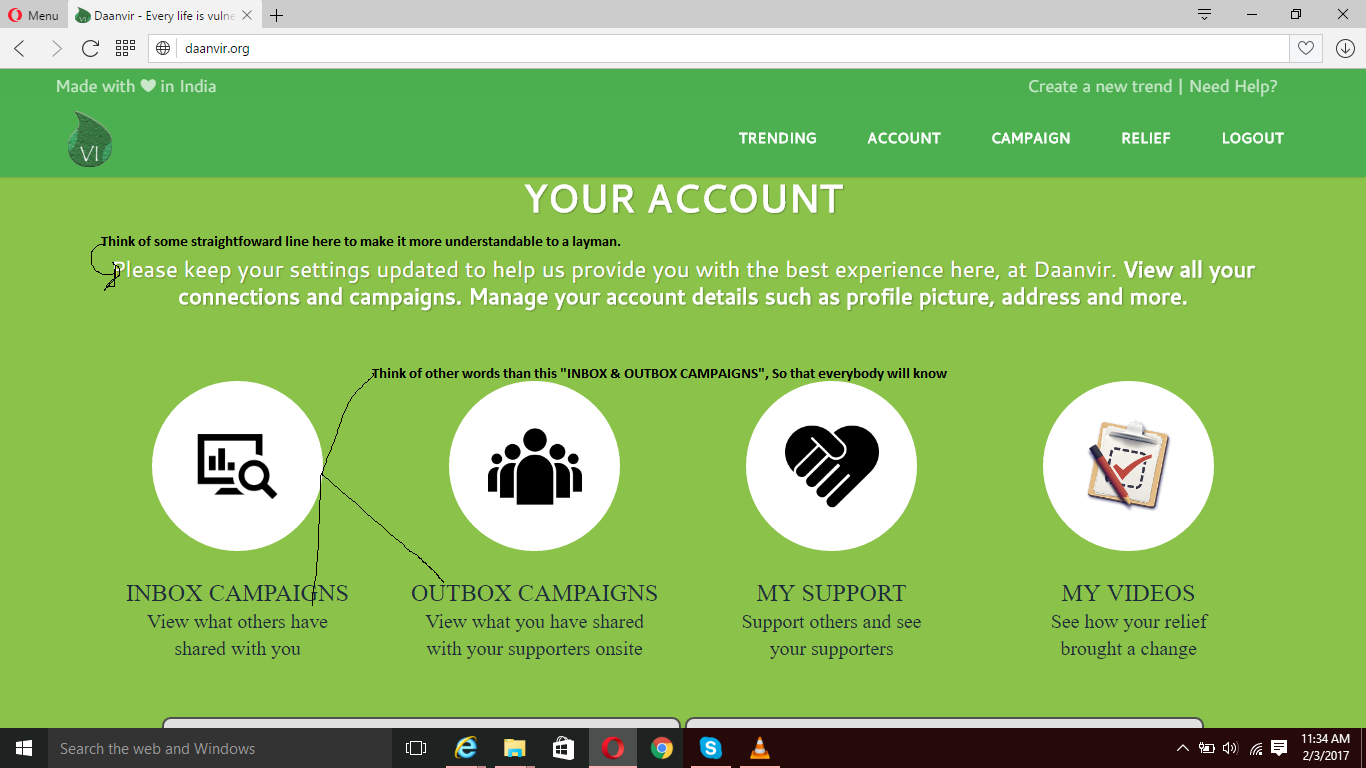 Menu
Daanvir - Every life is vulne
daanvir.org
Made with ♥ in India
Create a new trend | Need Help?
VI
TRENDING ACCOUNT CAMPAIGN RELIEF LOGOUT
YOUR ACCOUNT
Think of some straightfoward line here to make it more understandable to a layman.
Please keep your settings updated to help us provide you with the best experience here, at Daanvir. View all your
connections and campaigns. Manage your account details such as profile picture, address and more.
Think of other words than this "INBOX & OUTBOX CAMPAIGNS", So that everybody will know
INBOX CAMPAIGNS
View what others have
shared with you
OUTBOX CAMPAIGNS
View what you have shared
with your supporters onsite
MY SUPPORT
Support others and see
your supporters
MY VIDEOS
See how your relief
brought a change
Search the web and Windows
11:34 AM
2/3/2017